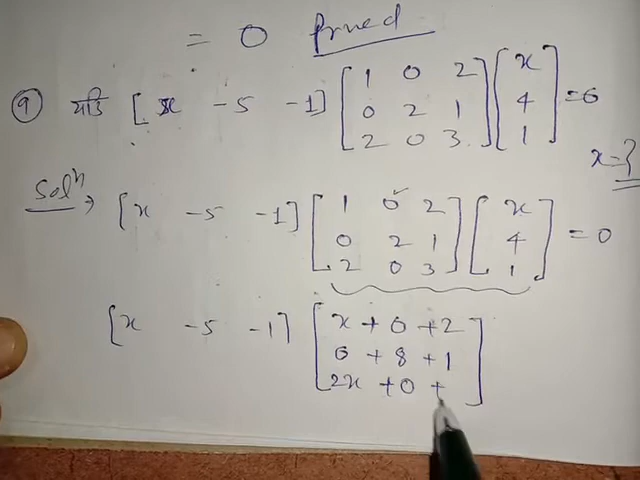 = 0 Proved
(9) यदि [x -5 -1] [1 0 2] [x] = 0
[0 2 1] [4]
[2 0 3] [1]
x = ?
Solⁿ → [x -5 -1] [1 0 2] [x] = 0
[0 2 1] [4]
[2 0 3] [1]
[x -5 -1] [x + 0 + 2]
[0 + 8 + 1]
[2x + 0 +]